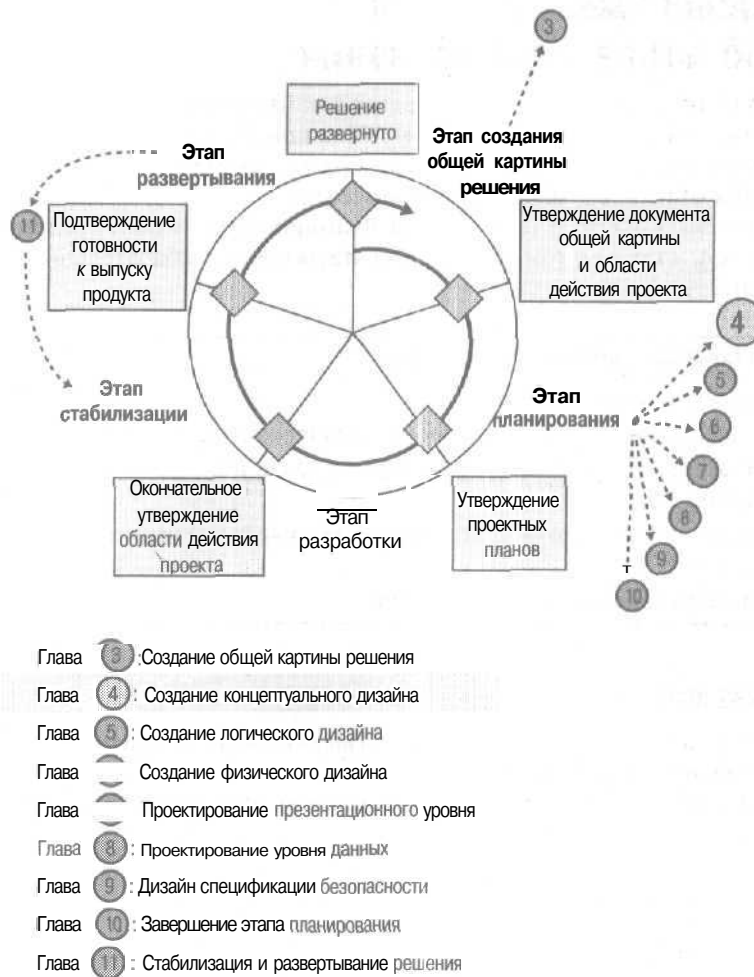 3
Решение
развернуто
Этап создания
общей картины
решения
Этап
развертывания
11
Подтверждение
готовности
к выпуску
продукта
Утверждение документа
общей картины
и области
действия проекта
4
5
6
7
8
9
10
Этап
стабилизации
Этап
планирования
Окончательное
утверждение
области действия
проекта
Этап
разработки
Утверждение
проектных
планов
Глава 3 : Создание общей картины решения
Глава 4 : Создание концептуального дизайна
Глава 5 : Создание логического дизайна
Глава Создание физического дизайна
Глава Проектирование презентационного уровня
Глава 8 : Проектирование уровня данных
Глава 9 : Дизайн спецификации безопасности
Глава 10 : Завершение этапа планирования
Глава 11 : Стабилизация и развертывание решения